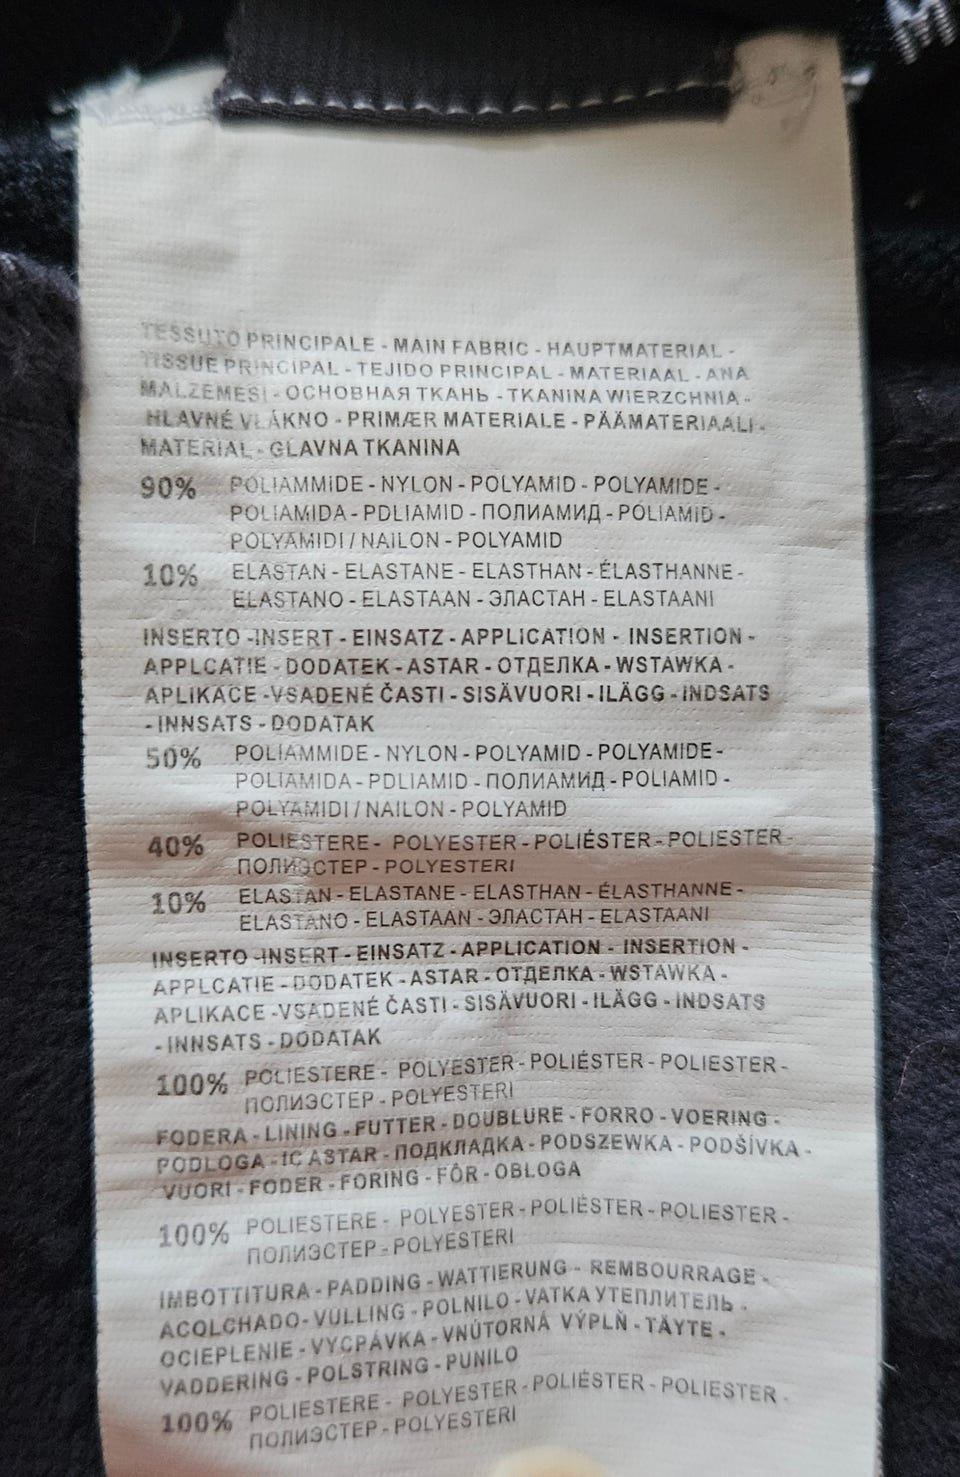 TESSUTO PRINCIPALE - MAIN FABRIC - HAUPTMATERIAL -
TISSUE PRINCIPAL - TEJIDO PRINCIPAL - MATERIAAL - ANA
MALZEMESI - ОСНОВНАЯ ТКАНЬ - TKANINA WIERZCHNIA -
HLAVNÉ VLÁKNO - PRIMÆR MATERIALE - PÄÄMATERIAALI -
MATERIAL - GLAVNA TKANINA
90% POLIAMMIDE - NYLON - POLYAMID - POLYAMIDE -
POLIAMIDA - PDLIAMID - ПОЛИАМИД - POLIAMID -
POLYAMIDI / NAILON - POLYAMID
10% ELASTAN - ELASTANE - ELASTHAN - ÉLASTHANNE -
ELASTANO - ELASTAAN - ЭЛАСТАН - ELASTAANI
INSERTO -INSERT - EINSATZ - APPLICATION - INSERTION -
APPLCATIE - DODATEK - ASTAR - ОТДЕЛКА - WSTAWKA -
APLIKACE -VSADENÉ ČASTI - SISÄVUORI - ILÄGG - INDSATS
- INNSATS - DODATAK
50% POLIAMMIDE - NYLON - POLYAMID - POLYAMIDE -
POLIAMIDA - PDLIAMID - ПОЛИАМИД - POLIAMID -
POLYAMIDI / NAILON - POLYAMID
40% POLIESTERE - POLYESTER - POLIÉSTER - POLIESTER -
ПОЛИЭСТЕР - POLYESTERI
10% ELASTAN - ELASTANE - ELASTHAN - ÉLASTHANNE -
ELASTANO - ELASTAAN - ЭЛАСТАН - ELASTAANI
INSERTO -INSERT - EINSATZ - APPLICATION - INSERTION -
APPLCATIE - DODATEK - ASTAR - ОТДЕЛКА - WSTAWKA -
APLIKACE -VSADENÉ ČASTI - SISÄVUORI - ILÄGG - INDSATS
- INNSATS - DODATAK
100% POLIESTERE - POLYESTER - POLIÉSTER - POLIESTER -
ПОЛИЭСТЕР - POLYESTERI
FODERA - LINING - FUTTER - DOUBLURE - FORRO - VOERING -
PODLOGA - IC ASTAR - ПОДКЛАДКА - PODSZEWKA - PODŠÍVKA -
VUORI - FODER - FORING - FÔR - OBLOGA
100% POLIESTERE - POLYESTER - POLIÉSTER - POLIESTER -
ПОЛИЭСТЕР - POLYESTERI
IMBOTTITURA - PADDING - WATTIERUNG - REMBOURRAGE -
ACOLCHADO - VULLING - POLNILO - VATKA УТЕПЛИТЕЛЬ -
OCIEPLENIE - VYCPÁVKA - VNÚTORNÁ VÝPLŇ - TÄYTE -
VADDERING - POLSTRING - PUNILO
100% POLIESTERE - POLYESTER - POLIÉSTER - POLIESTER -
ПОЛИЭСТЕР - POLYESTERI